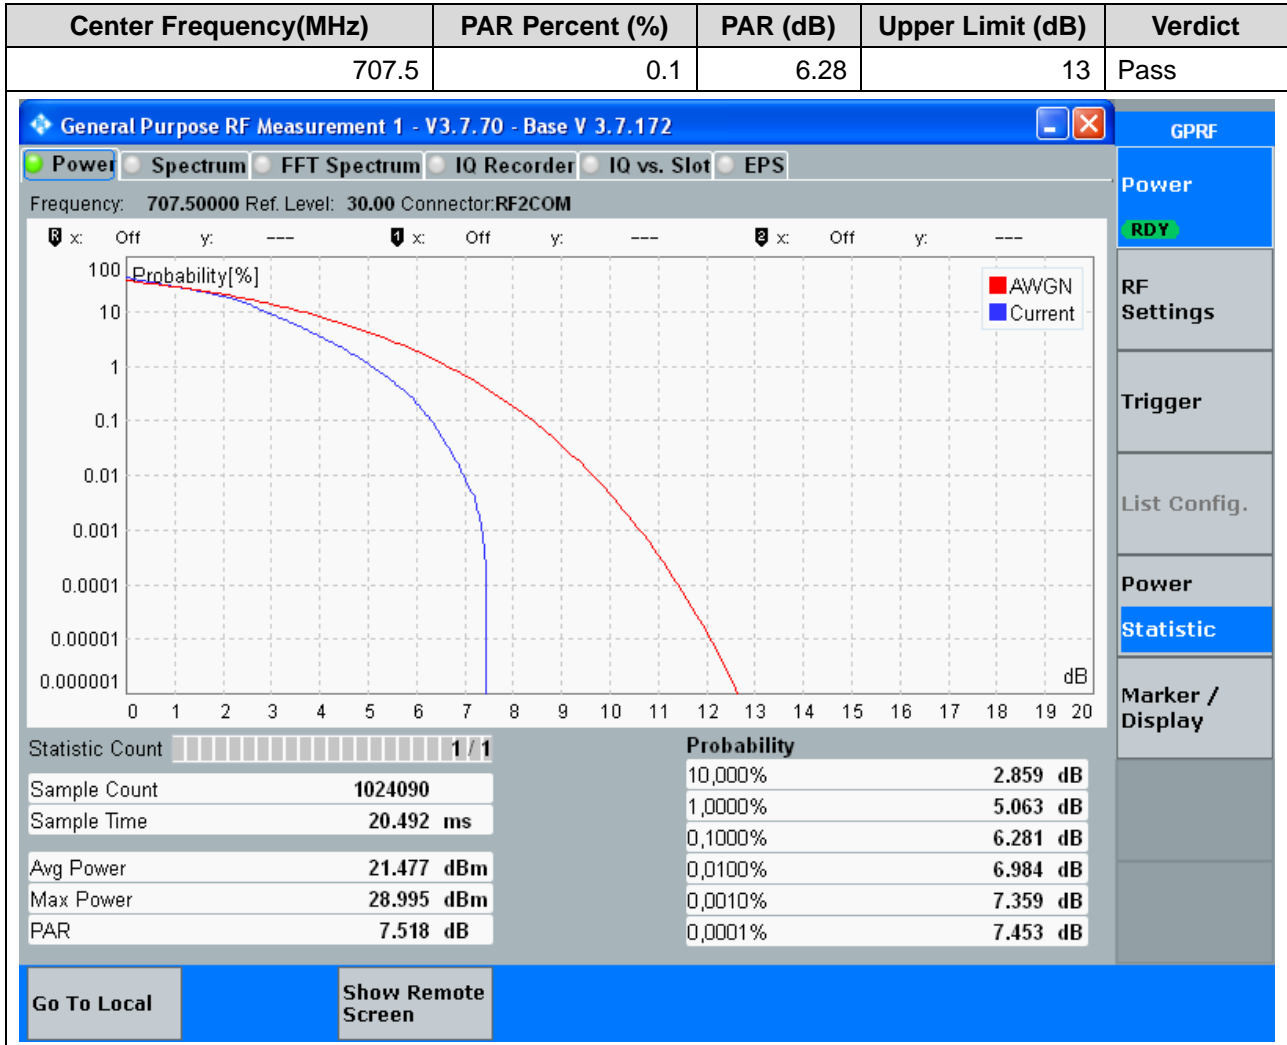 Center Frequency(MHz) PAR Percent (%) PAR (dB) Upper Limit (dB) Verdict
707.5 0.1 6.28 13 Pass
General Purpose RF Measurement 1 - V3.7.70 - Base V 3.7.172
GPRF
Power Spectrum FFT Spectrum IQ Recorder IQ vs. Slot EPS
Power
RDY
Frequency: 707.50000 Ref. Level: 30.00 Connector:RF2COM
R x: Off y: --- 1 x: Off y: --- 2 x: Off y: ---
Probability[%]
AWGN
Current
100
10
1
0.1
0.01
0.001
0.0001
0.00001
0.000001
dB
0 1 2 3 4 5 6 7 8 9 10 11 12 13 14 15 16 17 18 19 20
RF
Settings
Trigger
List Config.
Power
Statistic
Marker /
Display
Statistic Count 1 / 1
Sample Count 1024090
Sample Time 20.492 ms
Avg Power 21.477 dBm
Max Power 28.995 dBm
PAR 7.518 dB
Probability
10,000% 2.859 dB
1,0000% 5.063 dB
0,1000% 6.281 dB
0,0100% 6.984 dB
0,0010% 7.359 dB
0,0001% 7.453 dB
Go To Local
Show Remote
Screen